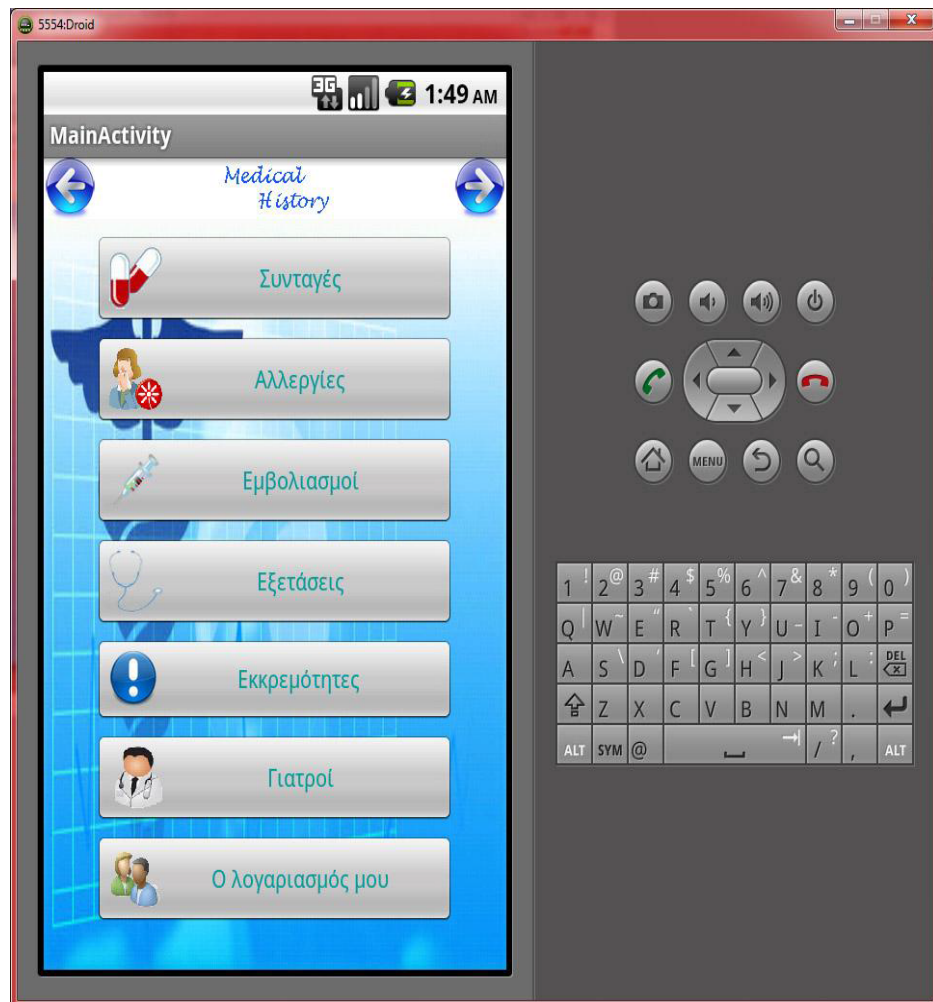 5554:Droid
3G 1:49 AM
MainActivity
Medical
History
Συνταγές
Αλλεργίες
Εμβολιασμοί
Εξετάσεις
Εκκρεμότητες
Γιατροί
Ο λογαριασμός μου
MENU
1 ! 2 @ 3 # 4 $ 5 % 6 ^ 7 & 8 * 9 ( 0 )
Q | W ~ E “ R ` T { Y } U _ I - O + P =
A S \ D ´ F [ G ] H < J > K ; L : DEL
Z X C V B N M .
ALT SYM @ / ? , ALT